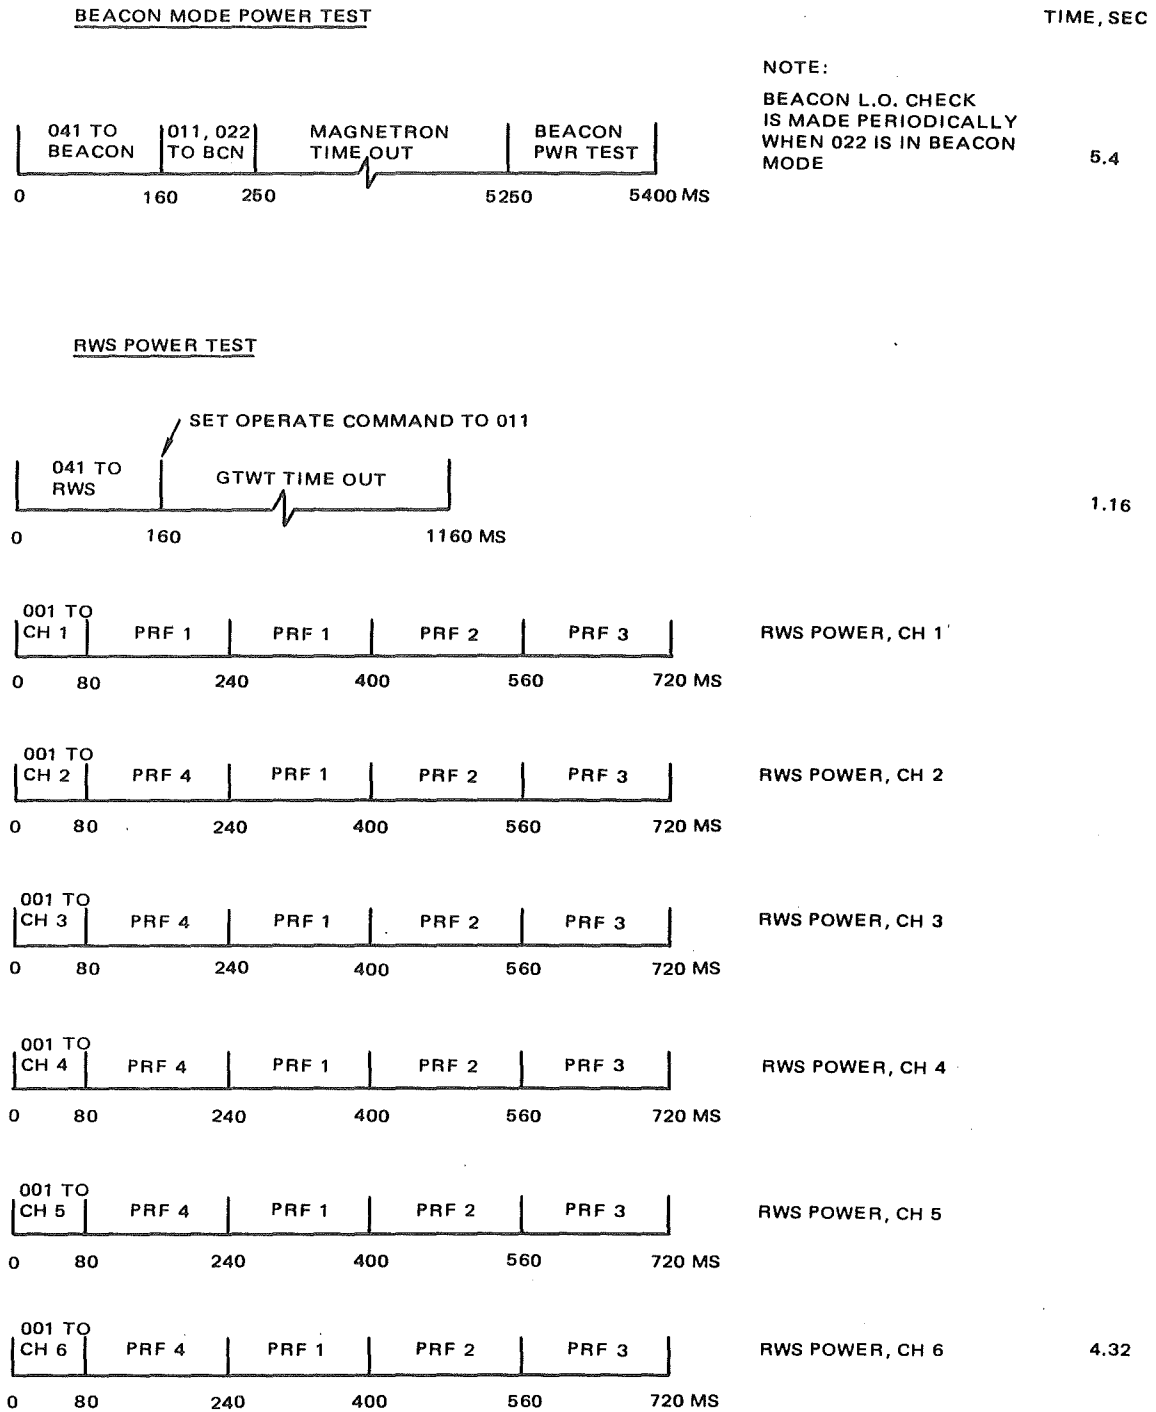 BEACON MODE POWER TEST
TIME, SEC
NOTE:
BEACON L.O. CHECK
IS MADE PERIODICALLY
WHEN 022 IS IN BEACON
MODE
041 TO
BEACON
011, 022
TO BCN
MAGNETRON
TIME OUT
BEACON
PWR TEST
5.4
0 160 250 5250 5400 MS
RWS POWER TEST
SET OPERATE COMMAND TO 011
041 TO
RWS
GTWT TIME OUT
1.16
0 160 1160 MS
001 TO
CH 1 PRF 1 PRF 1 PRF 2 PRF 3 RWS POWER, CH 1
0 80 240 400 560 720 MS
001 TO
CH 2 PRF 4 PRF 1 PRF 2 PRF 3 RWS POWER, CH 2
0 80 240 400 560 720 MS
001 TO
CH 3 PRF 4 PRF 1 PRF 2 PRF 3 RWS POWER, CH 3
0 80 240 400 560 720 MS
001 TO
CH 4 PRF 4 PRF 1 PRF 2 PRF 3 RWS POWER, CH 4
0 80 240 400 560 720 MS
001 TO
CH 5 PRF 4 PRF 1 PRF 2 PRF 3 RWS POWER, CH 5
0 80 240 400 560 720 MS
001 TO
CH 6 PRF 4 PRF 1 PRF 2 PRF 3 RWS POWER, CH 6 4.32
0 80 240 400 560 720 MS